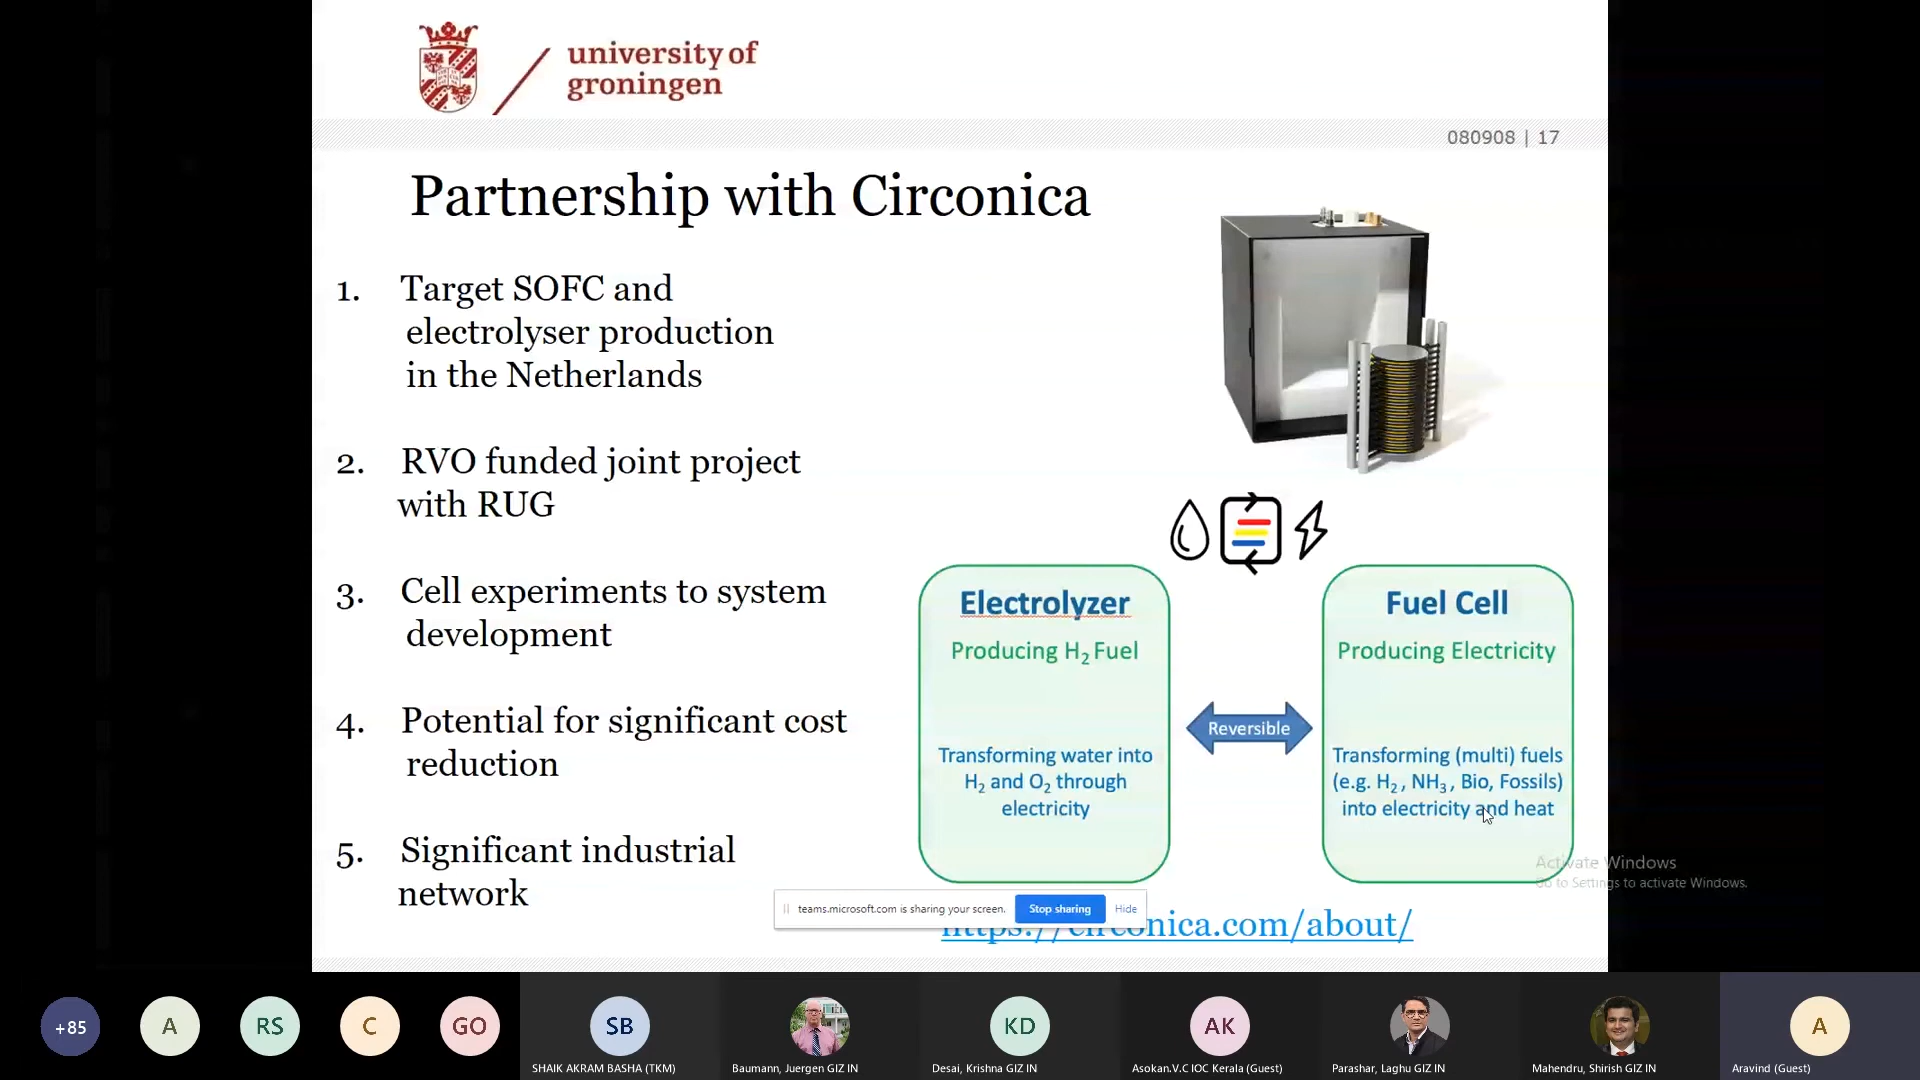 university of
groningen
080908 | 17
Partnership with Circonica
1. Target SOFC and
electrolyser production
in the Netherlands
2. RVO funded joint project
with RUG
3. Cell experiments to system
development
4. Potential for significant cost
reduction
5. Significant industrial
network
Electrolyzer
Producing H₂ Fuel
Transforming water into
H₂ and O₂ through
electricity
Reversible
Fuel Cell
Producing Electricity
Transforming (multi) fuels
(e.g. H₂ , NH₃ , Bio, Fossils)
into electricity and heat
Activate Windows
Go to Settings to activate Windows.
teams.microsoft.com is sharing your screen. Stop sharing Hide
https://circonica.com/about/
+85
A
RS
C
GO
SB
KD
AK
A
SHAIK AKRAM BASHA (TKM)
Baumann, Juergen GIZ IN
Desai, Krishna GIZ IN
Asokan.V.C IOC Kerala (Guest)
Parashar, Laghu GIZ IN
Mahendru, Shirish GIZ IN
Aravind (Guest)